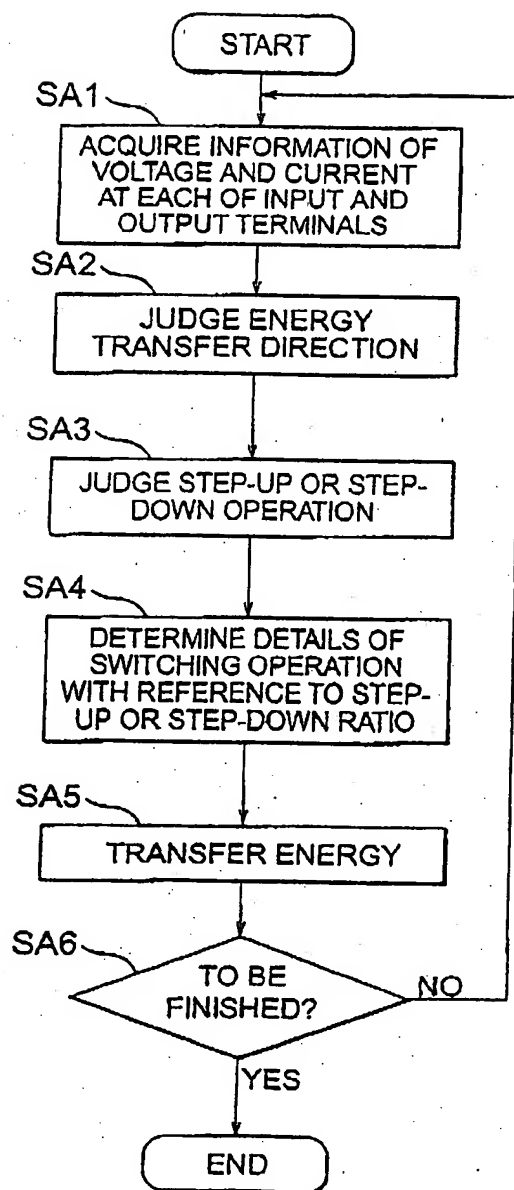 START
SA1
ACQUIRE INFORMATION OF
VOLTAGE AND CURRENT
AT EACH OF INPUT AND
OUTPUT TERMINALS
SA2
JUDGE ENERGY
TRANSFER DIRECTION
SA3
JUDGE STEP-UP OR STEP-
DOWN OPERATION
SA4
DETERMINE DETAILS OF
SWITCHING OPERATION
WITH REFERENCE TO STEP-
UP OR STEP-DOWN RATIO
SA5
TRANSFER ENERGY
SA6
TO BE
FINISHED?
NO
YES
END